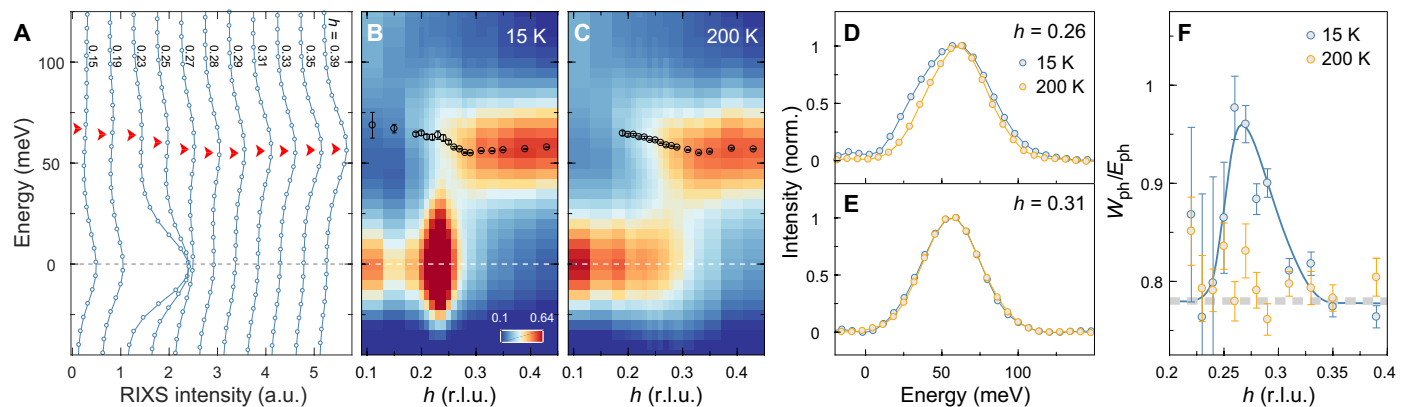 A
0.15
0.19
0.23
0.25
0.27
0.28
0.29
0.31
0.33
0.35
h = 0.39
100
50
0
Energy (meV)
0 1 2 3 4 5
RIXS intensity (a.u.)
B
15 K
0.1 0.64
0.1 0.2 0.3 0.4
h (r.l.u.)
C
200 K
0.1 0.2 0.3 0.4
h (r.l.u.)
D
h = 0.26
15 K
200 K
1
0.5
0
Intensity (norm.)
E
h = 0.31
1
0.5
0
0 50 100
Energy (meV)
F
15 K
200 K
1
0.9
0.8
Wph/Eph
0.2 0.25 0.3 0.35 0.4
h (r.l.u.)